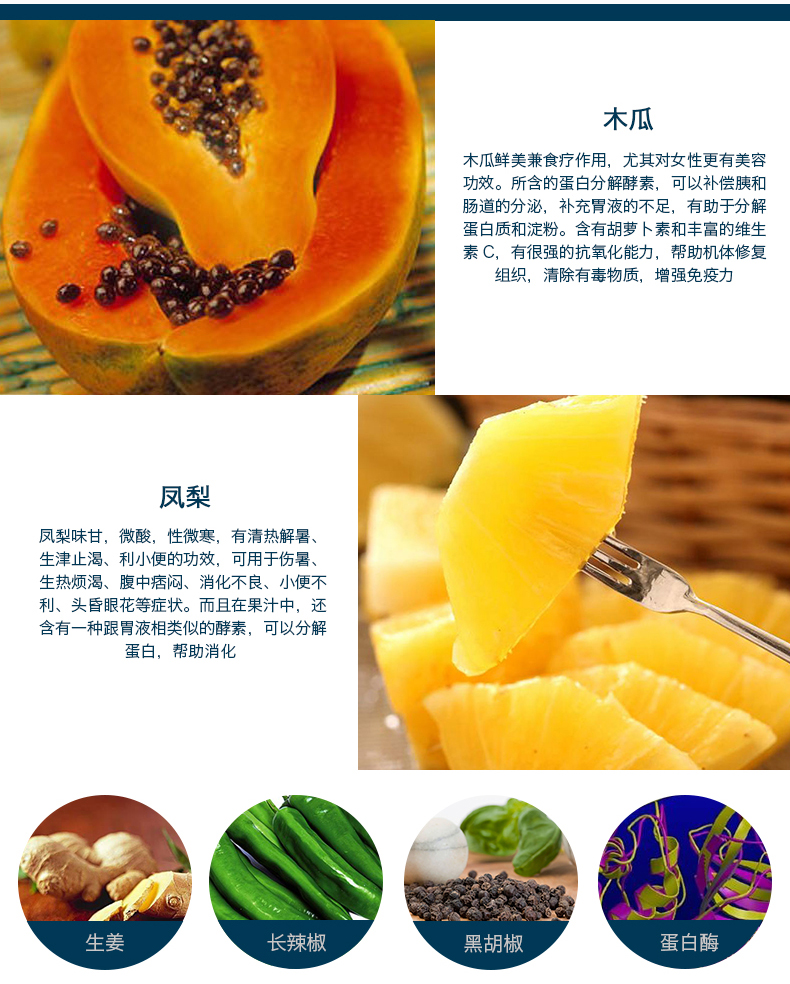 木瓜
木瓜鲜美兼食疗作用，尤其对女性更有美容
功效。所含的蛋白分解酵素，可以补偿胰和
肠道的分泌，补充胃液的不足，有助于分解
蛋白质和淀粉。含有胡萝卜素和丰富的维生
素 C，有很强的抗氧化能力，帮助机体修复
组织，清除有毒物质，增强免疫力
凤梨
凤梨味甘，微酸，性微寒，有清热解暑、
生津止渴、利小便的功效，可用于伤暑、
生热烦渴、腹中痞闷、消化不良、小便不
利、头昏眼花等症状。而且在果汁中，还
含有一种跟胃液相类似的酵素，可以分解
蛋白，帮助消化
生姜
长辣椒
黑胡椒
蛋白酶